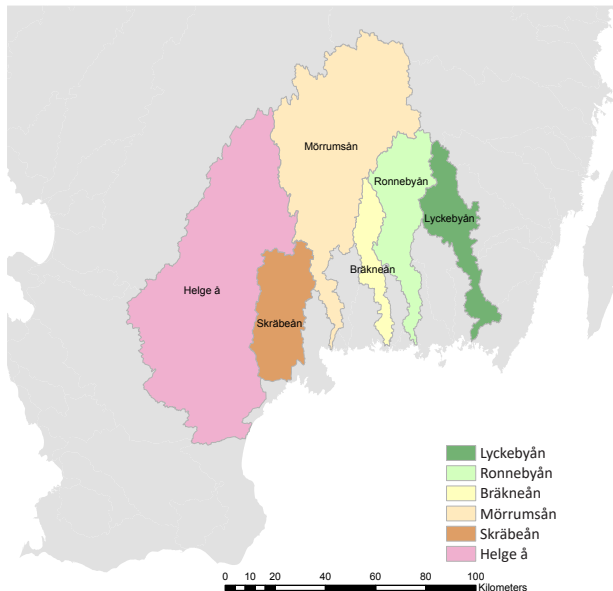 Mörrumsån
Ronnebyån
Lyckebyån
Bräkneån
Helge å
Skräbeån
Lyckebyån
Ronnebyån
Bräkneån
Mörrumsån
Skräbeån
Helge å
0 10 20 40 60 80 100
Kilometers